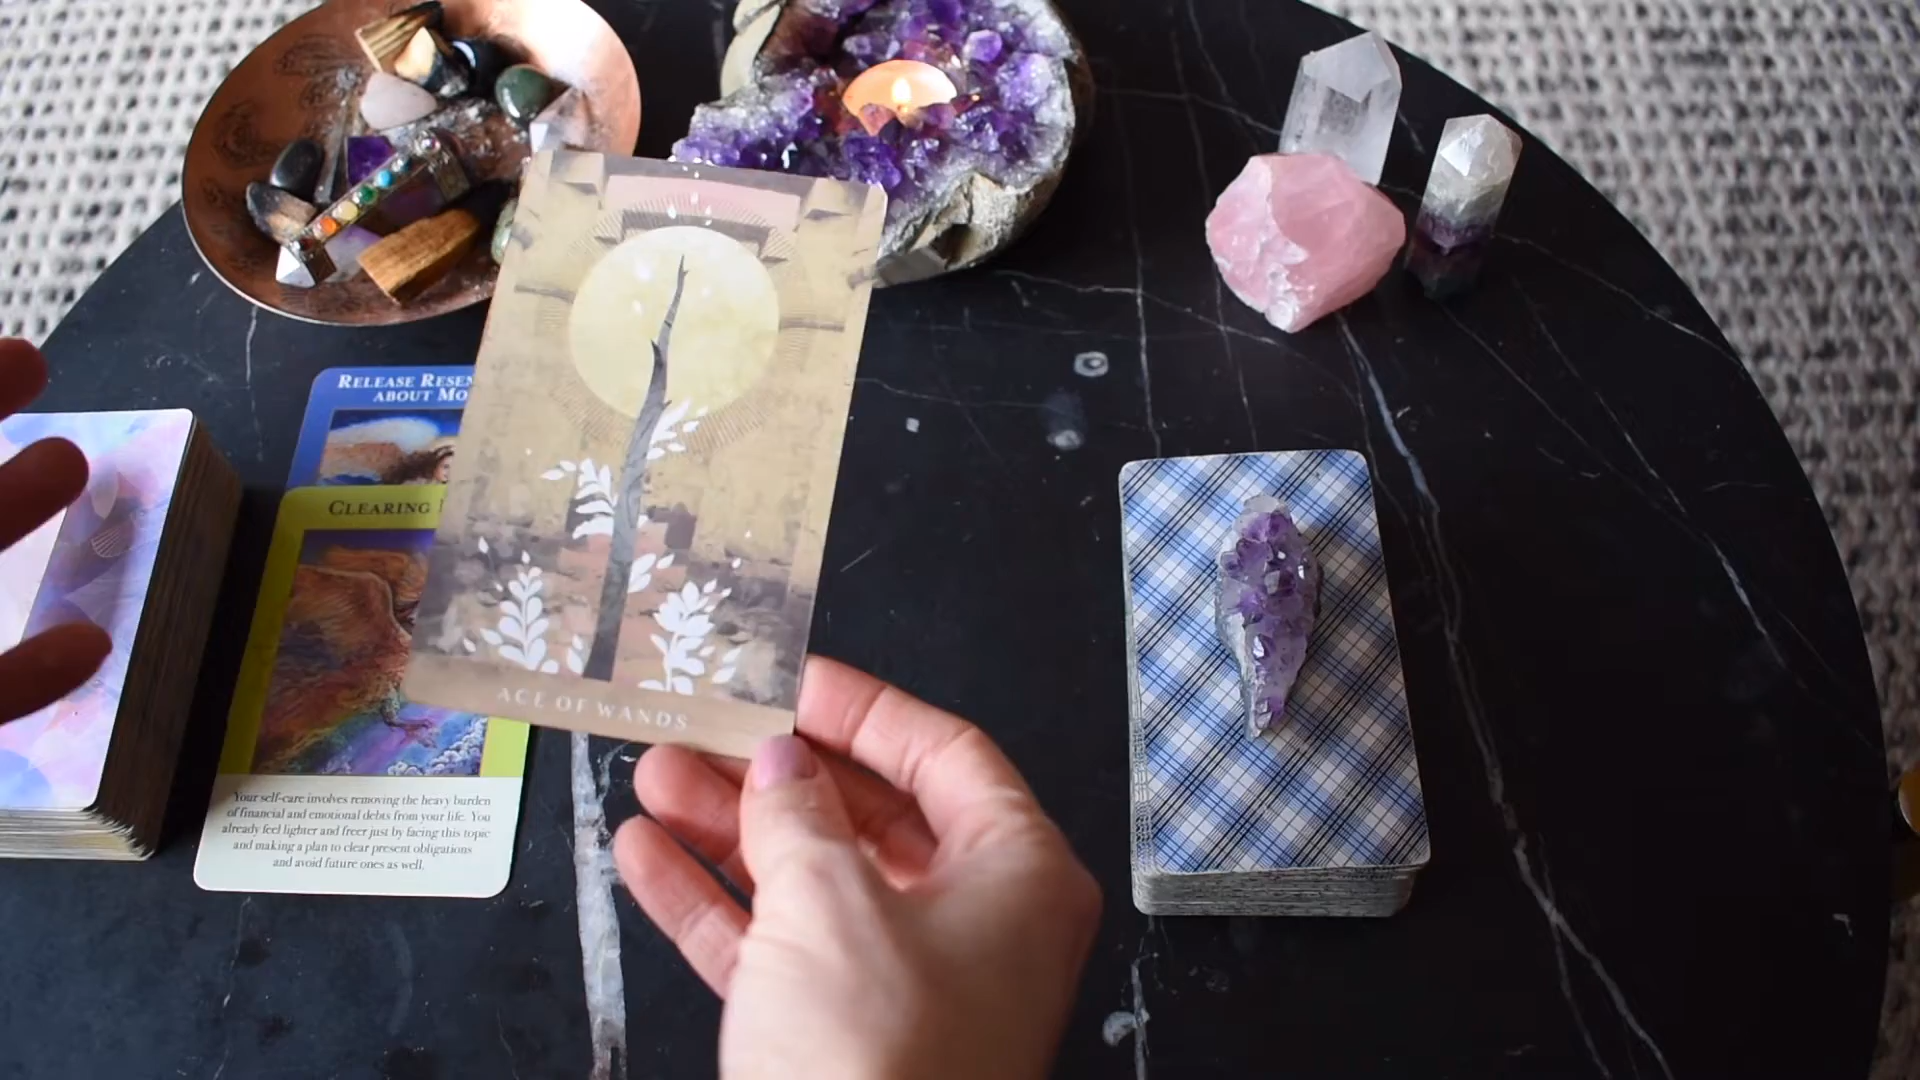 RELEASE
ABOUT
CLEARING
ACE OF WANDS
Your self-care involves removing the heavy burden
of financial and emotional debts from your life. You
already feel lighter and freer just by facing this topic
and making a plan to clear present obligations
and avoid future ones as well.